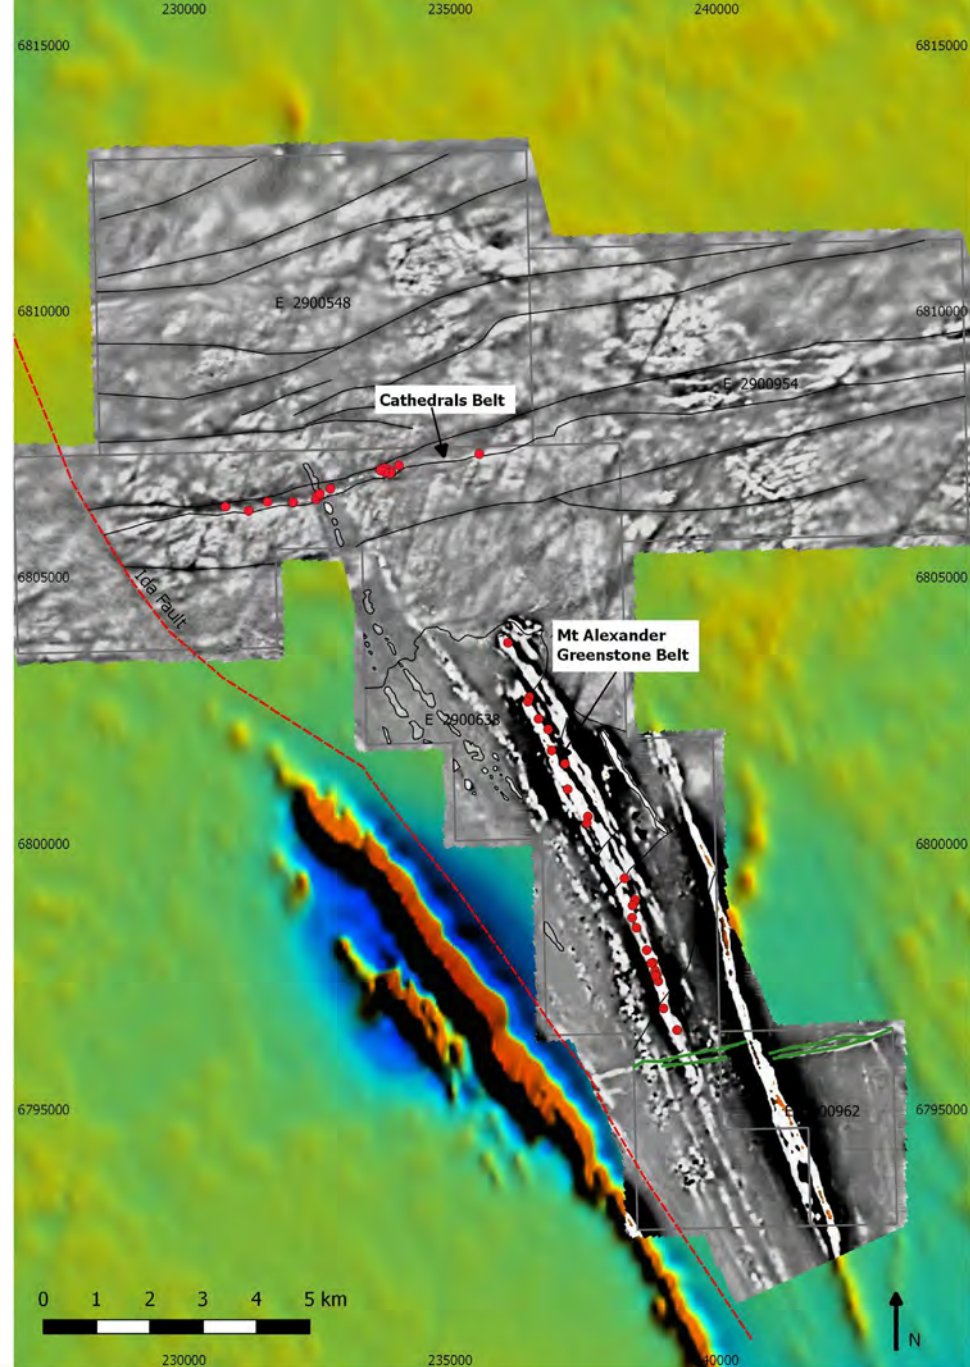 230000 235000 240000
6815000 6815000
E 2900548
6810000 6810000
E 2900954
Cathedrals Belt
6805000 6805000
Ida Fault
Mt Alexander
Greenstone Belt
E 2900638
6800000 6800000
6795000 6795000
0 1 2 3 4 5 km
N
230000 235000 240000